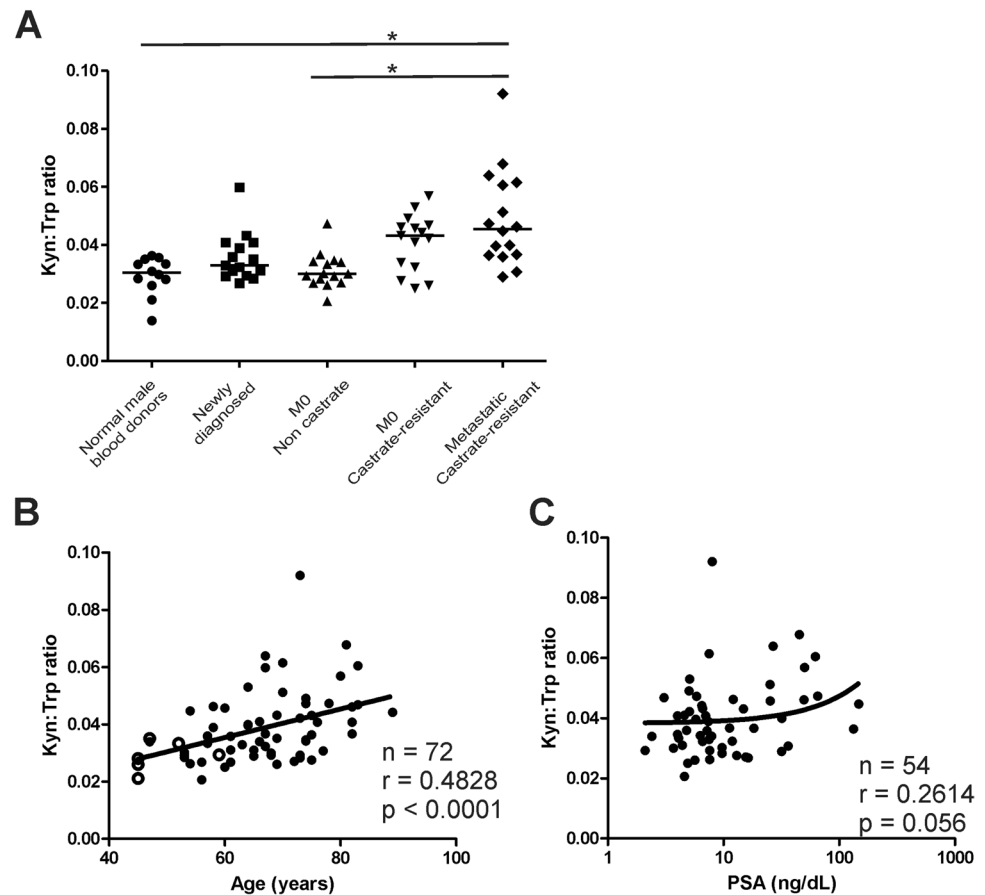 A
*
*
0.10
0.08
0.06
0.04
0.02
0.00
Kyn:Trp ratio
Normal male
blood donors
Newly
diagnosed
M0
Non castrate
M0
Castrate-resistant
Metastatic
Castrate-resistant
B
0.10
0.08
0.06
0.04
0.02
0.00
Kyn:Trp ratio
n = 72
r = 0.4828
p < 0.0001
40
60
80
100
Age (years)
C
0.10
0.08
0.06
0.04
0.02
0.00
Kyn:Trp ratio
n = 54
r = 0.2614
p = 0.056
1
10
100
1000
PSA (ng/dL)